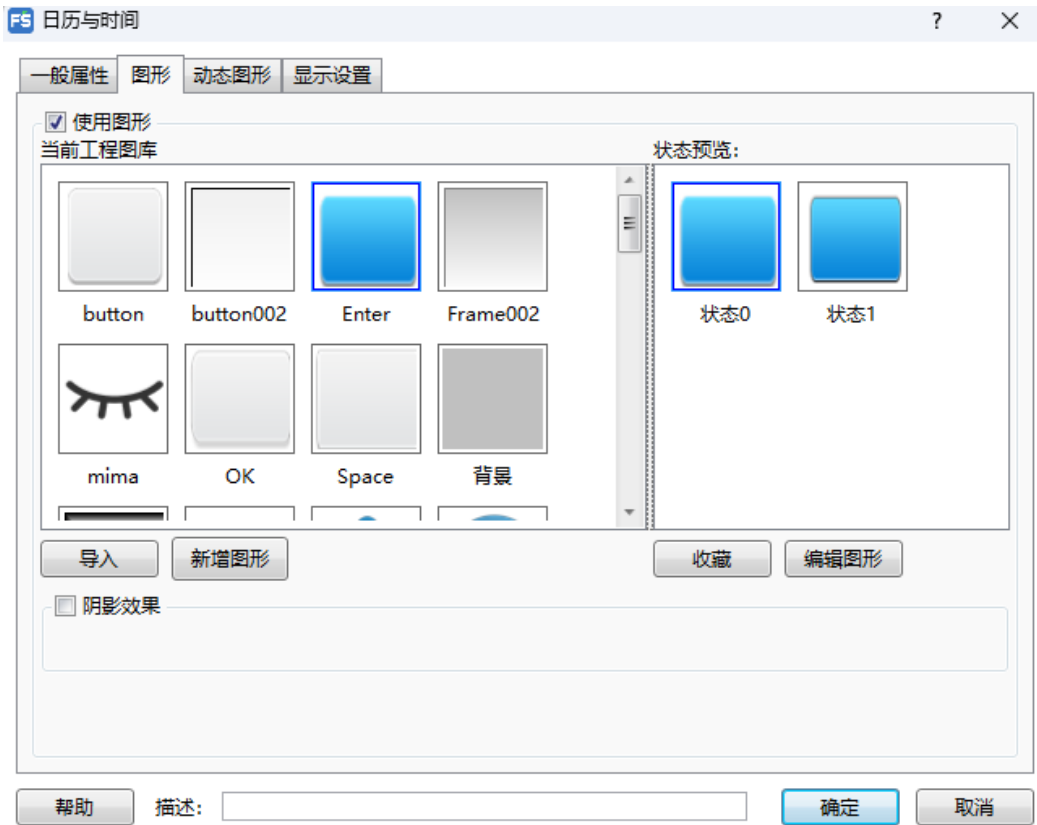 FS 日历与时间 ?
一般属性 图形 动态图形 显示设置
使用图形
当前工程图库 状态预览:
button button002 Enter Frame002 状态0 状态1
mima OK Space 背景
导入 新增图形 收藏 编辑图形
阴影效果
帮助 描述: 确定 取消